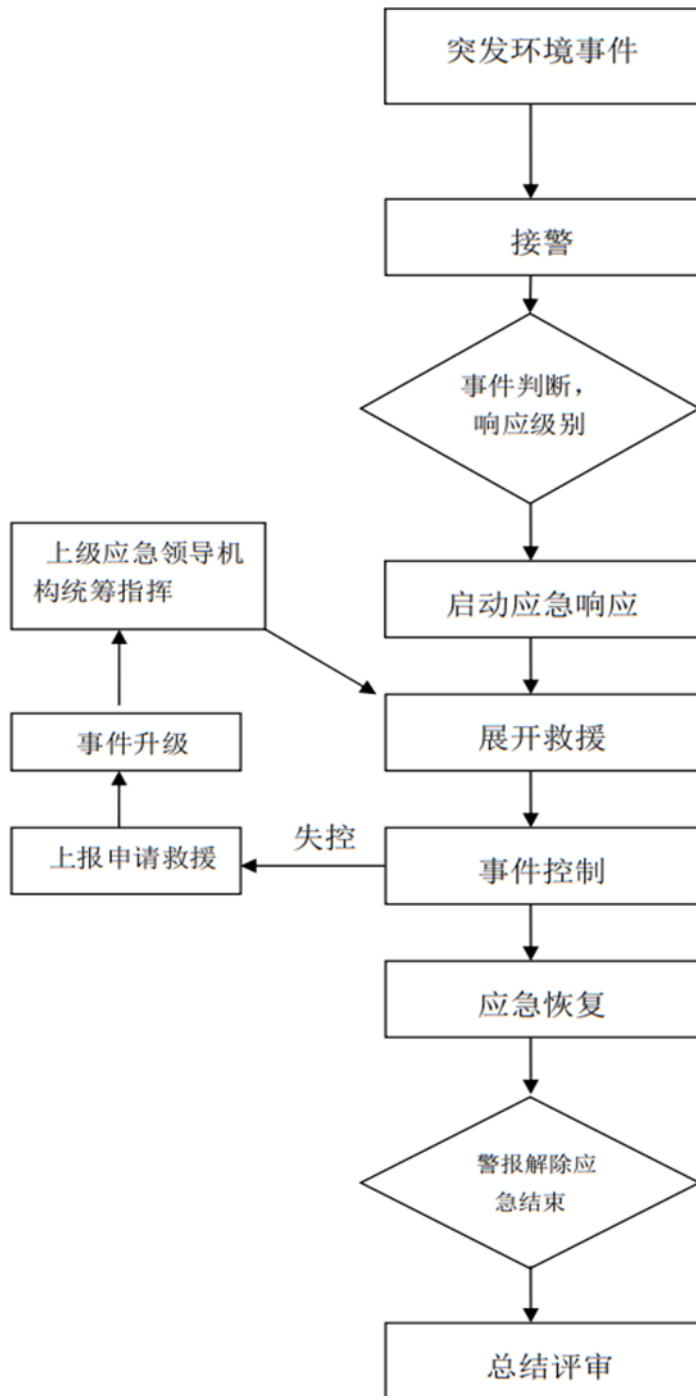 突发环境事件
接警
事件判断，
响应级别
上级应急领导机
构统筹指挥
启动应急响应
事件升级
展开救援
失控
上报申请救援
事件控制
应急恢复
警报解除应
急结束
总结评审